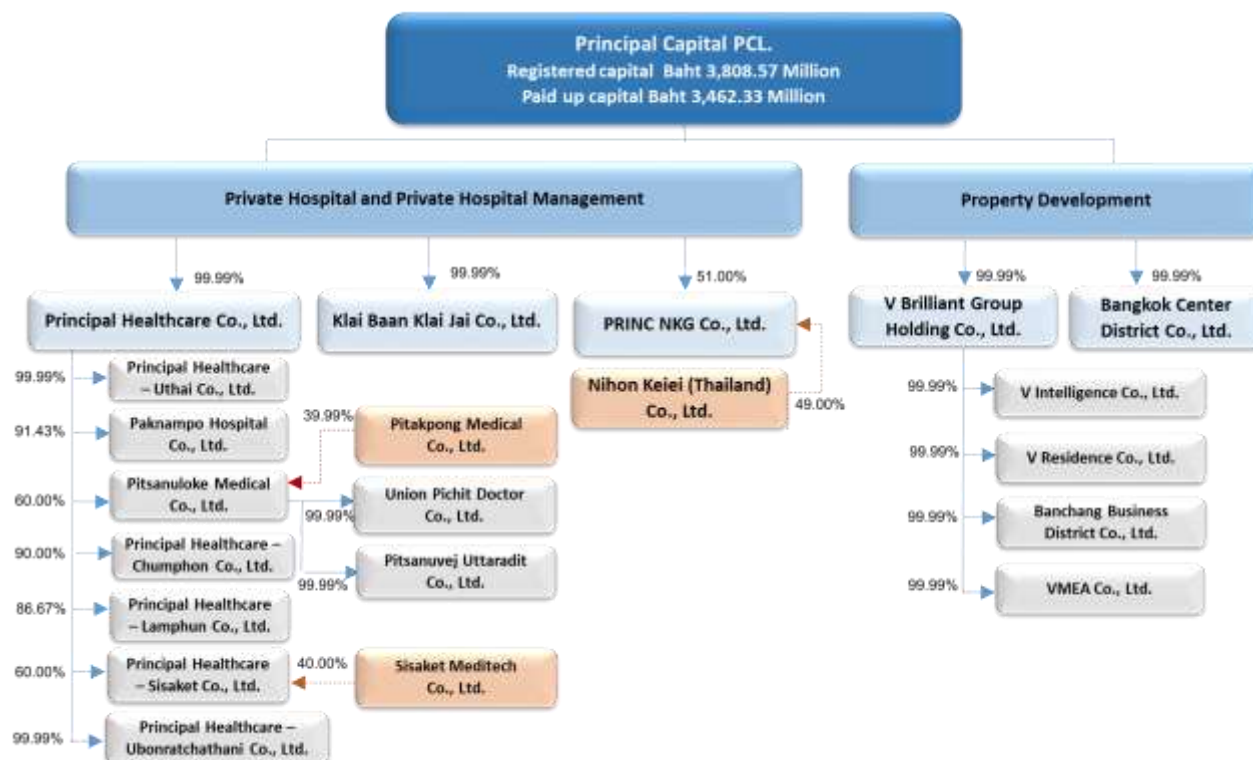 Principal Capital PCL.
Registered capital Baht 3,808.57 Million
Paid up capital Baht 3,462.33 Million
Private Hospital and Private Hospital Management
Property Development
99.99%
99.99%
51.00%
99.99%
99.99%
Principal Healthcare Co., Ltd.
Klai Baan Klai Jai Co., Ltd.
PRINC NKG Co., Ltd.
V Brilliant Group
Holding Co., Ltd.
Bangkok Center
District Co., Ltd.
99.99%
Principal Healthcare
– Uthai Co., Ltd.
Nihon Keiei (Thailand)
Co., Ltd.
49.00%
99.99%
V Intelligence Co., Ltd.
91.43%
Paknampo Hospital
Co., Ltd.
39.99%
Pitakpong Medical
Co., Ltd.
99.99%
V Residence Co., Ltd.
60.00%
Pitsanuloke Medical
Co., Ltd.
99.99%
Union Pichit Doctor
Co., Ltd.
99.99%
Banchang Business
District Co., Ltd.
90.00%
Principal Healthcare –
Chumphon Co., Ltd.
99.99%
Pitsanuvej Uttaradit
Co., Ltd.
99.99%
VMEA Co., Ltd.
86.67%
Principal Healthcare
– Lamphun Co., Ltd.
60.00%
Principal Healthcare
– Sisaket Co., Ltd.
40.00%
Sisaket Meditech
Co., Ltd.
99.99%
Principal Healthcare –
Ubonratchathani Co., Ltd.